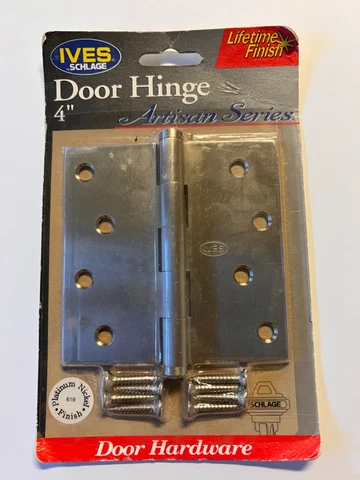 IVES
SCHLAGE
Lifetime
Finish
Door Hinge
4"
Artisan Series
IVES
Platinum Nickel
619
Finish
SCHLAGE
Door Hardware